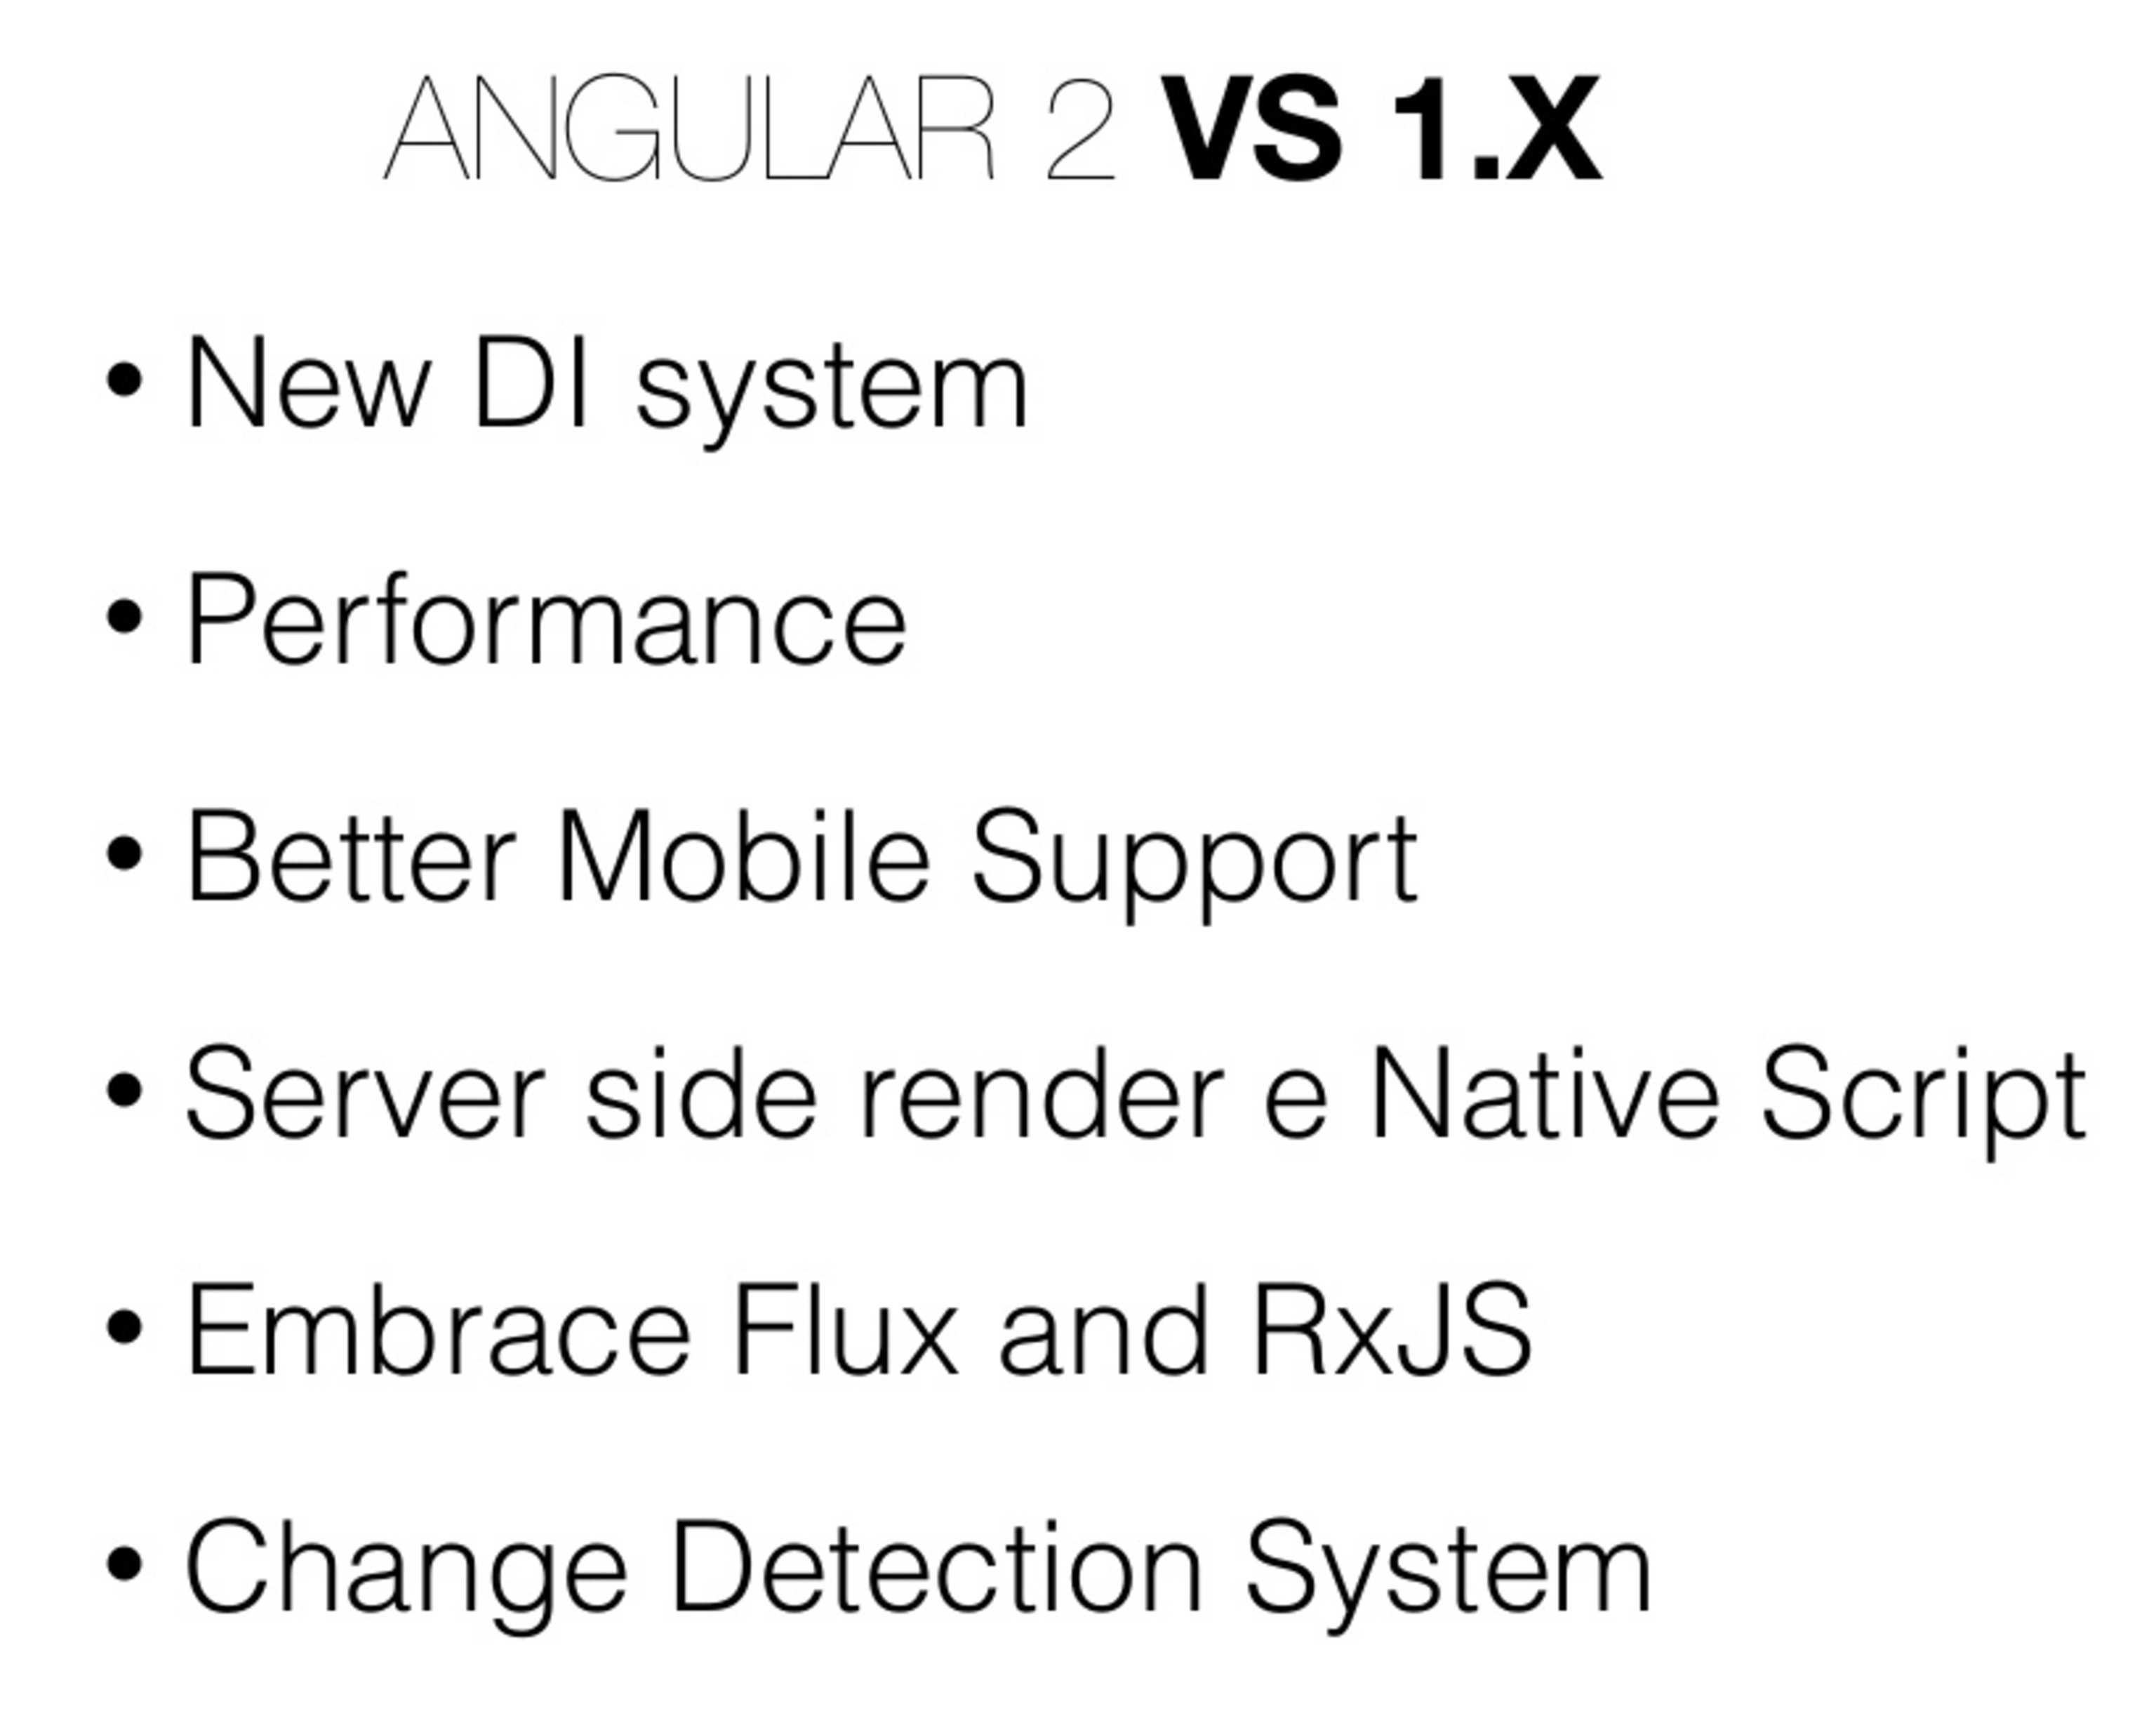 ANGULAR 2 VS 1.X
• New DI system
• Performance
• Better Mobile Support
• Server side render e Native Script
• Embrace Flux and RxJS
• Change Detection System